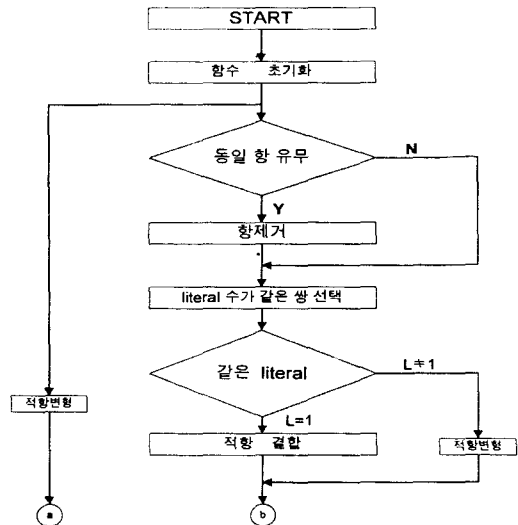 START
함수 초기화
동일 항 유무
N
Y
항제거
literal 수가 같은 쌍 선택
같은 literal
L≠1
L=1
적항변형
적항 결합
적항변형
a
b